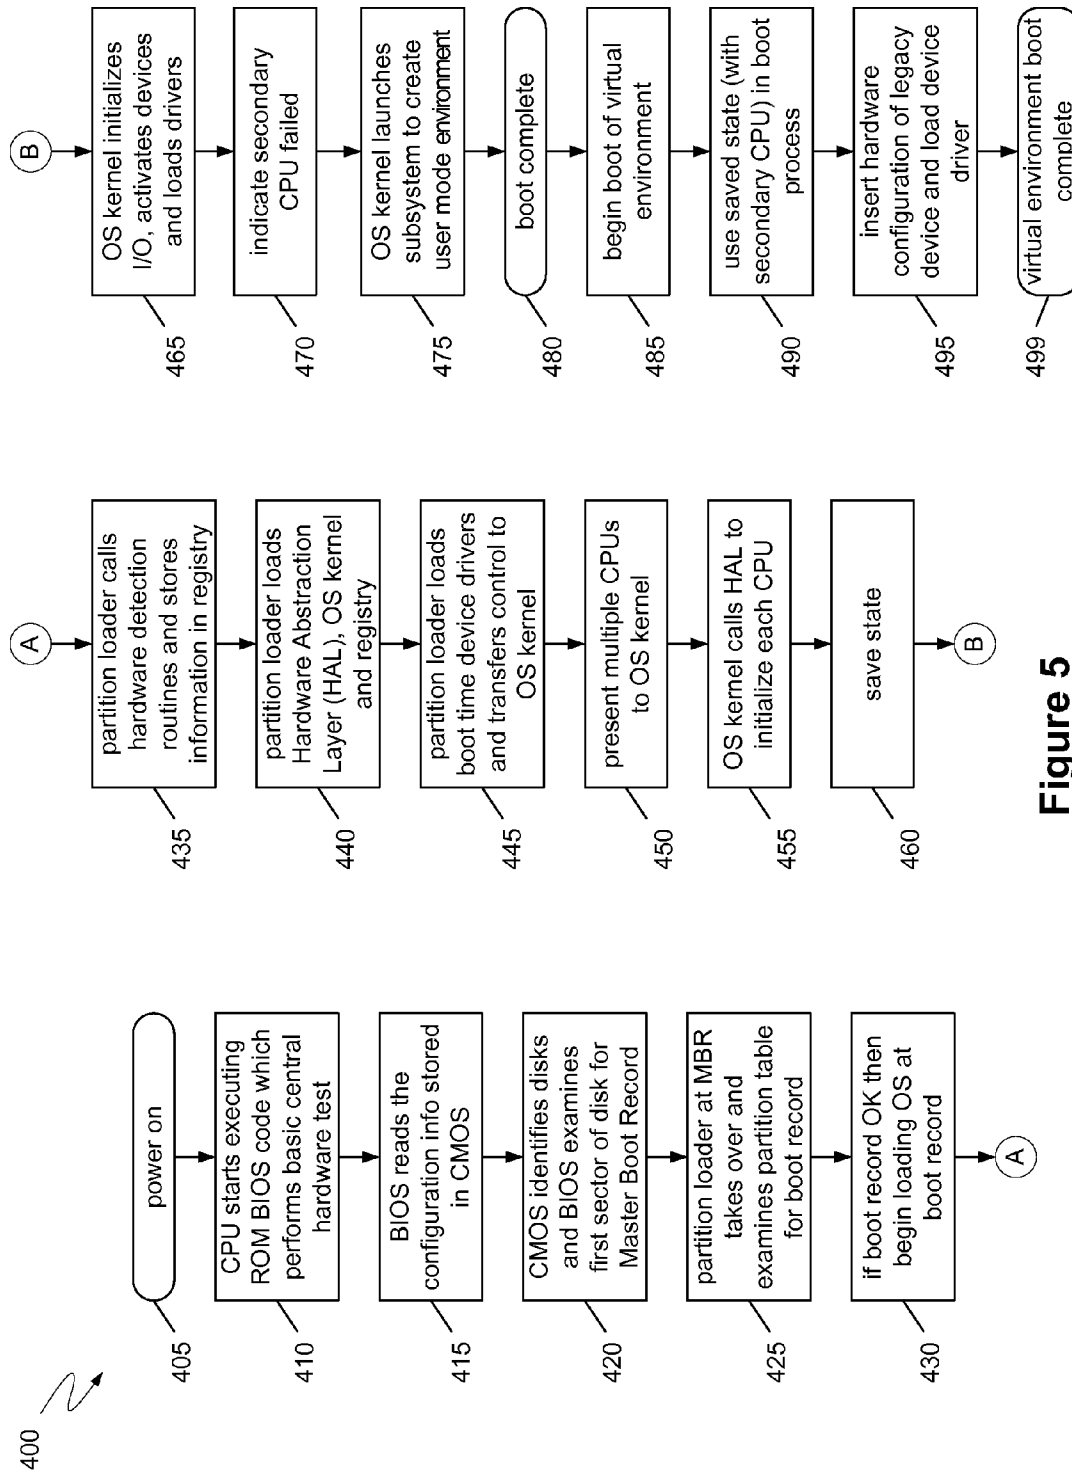 400
405
power on
410
CPU starts executing
ROM BIOS code which
performs basic central
hardware test
415
BIOS reads the
configuration info stored
in CMOS
420
CMOS identifies disks
and BIOS examines
first sector of disk for
Master Boot Record
425
partition loader at MBR
takes over and
examines partition table
for boot record
430
if boot record OK then
begin loading OS at
boot record
A
A
435
partition loader calls
hardware detection
routines and stores
information in registry
440
partition loader loads
Hardware Abstraction
Layer (HAL), OS kernel
and registry
445
partition loader loads
boot time device drivers
and transfers control to
OS kernel
450
present multiple CPUs
to OS kernel
455
OS kernel calls HAL to
initialize each CPU
460
save state
B
B
465
OS kernel initializes
I/O, activates devices
and loads drivers
470
indicate secondary
CPU failed
475
OS kernel launches
subsystem to create
user mode environment
480
boot complete
485
begin boot of virtual
environment
490
use saved state (with
secondary CPU) in boot
process
495
insert hardware
configuration of legacy
device and load device
driver
499
virtual environment boot
complete
Figure 5